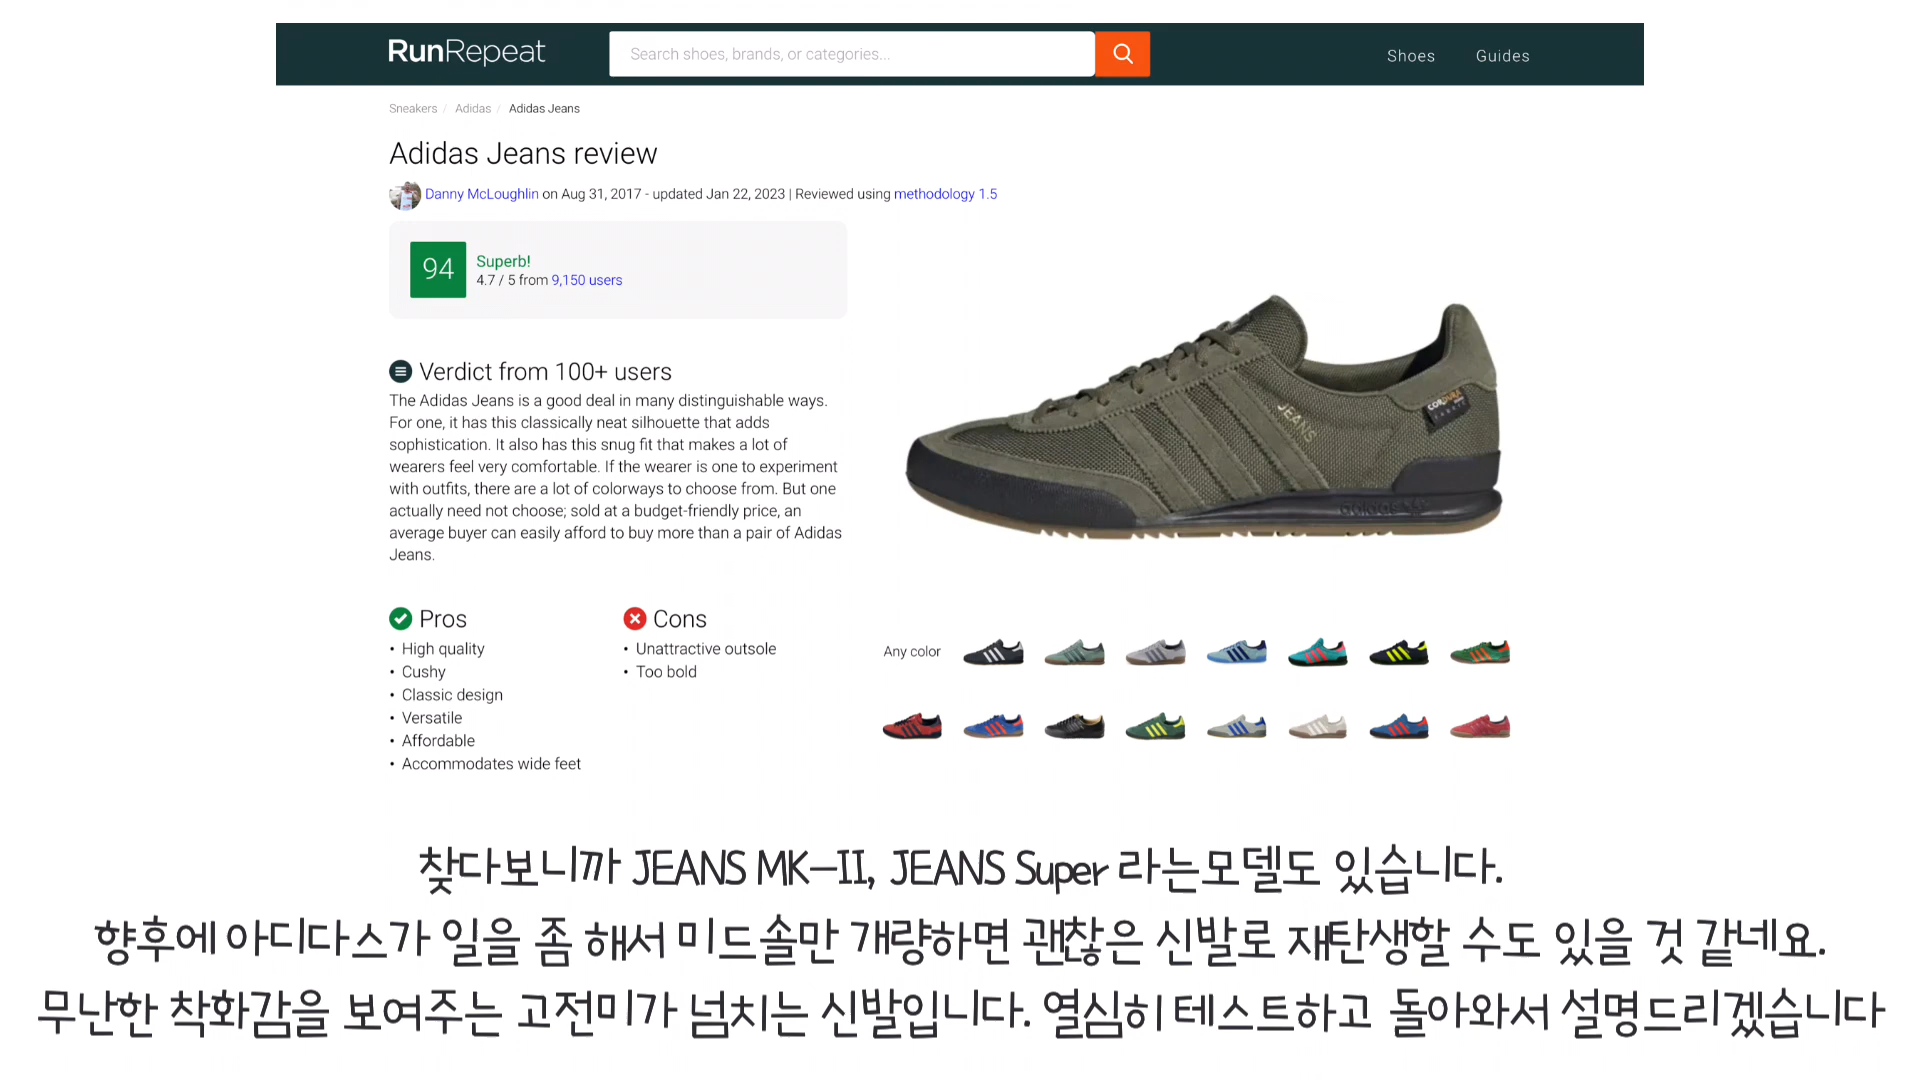 RunRepeat
Search shoes, brands, or categories...
Shoes
Guides
Sneakers / Adidas / Adidas Jeans
Adidas Jeans review
Danny McLoughlin on Aug 31, 2017 - updated Jan 22, 2023 | Reviewed using methodology 1.5
94
Superb!
4.7 / 5 from 9,150 users
Verdict from 100+ users
The Adidas Jeans is a good deal in many distinguishable ways.
For one, it has this classically neat silhouette that adds
sophistication. It also has this snug fit that makes a lot of
wearers feel very comfortable. If the wearer is one to experiment
with outfits, there are a lot of colorways to choose from. But one
actually need not choose; sold at a budget-friendly price, an
average buyer can easily afford to buy more than a pair of Adidas
Jeans.
JEANS
CORDURA
FABRIC
adidas
Pros
• High quality
• Cushy
• Classic design
• Versatile
• Affordable
• Accommodates wide feet
Cons
• Unattractive outsole
• Too bold
Any color
찾다보니까 JEANS MK-II, JEANS Super 라는모델도 있습니다.
향후에 아디다스가 일을 좀 해서 미드솔만 개량하면 괜찮은 신발로 재탄생할 수도 있을 것 같네요.
무난한 착화감을 보여주는 고전미가 넘치는 신발입니다. 열심히 테스트하고 돌아와서 설명드리겠습니다